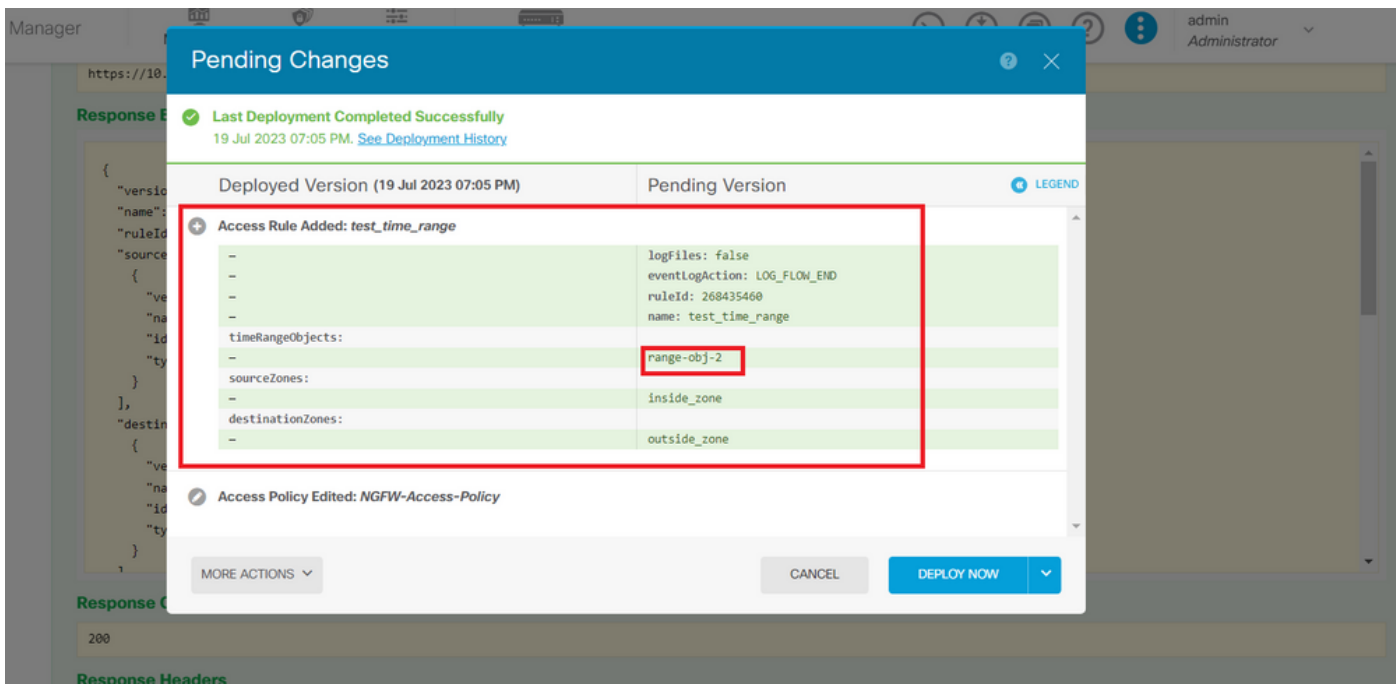 Manager
admin
Administrator
Pending Changes
https://10.
Response
Last Deployment Completed Successfully
19 Jul 2023 07:05 PM. See Deployment History
{
"versio
"name":
"ruleId
"source
{
"ve
"na
"id
"ty
}
],
"destin
{
"ve
"na
"id
"ty
}
Deployed Version (19 Jul 2023 07:05 PM)
Pending Version
LEGEND
Access Rule Added: test_time_range
– logFiles: false
– eventLogAction: LOG_FLOW_END
– ruleId: 268435460
– name: test_time_range
timeRangeObjects:
– range-obj-2
sourceZones:
– inside_zone
destinationZones:
– outside_zone
Access Policy Edited: NGFW-Access-Policy
MORE ACTIONS
CANCEL
DEPLOY NOW
Response
200
Response Headers